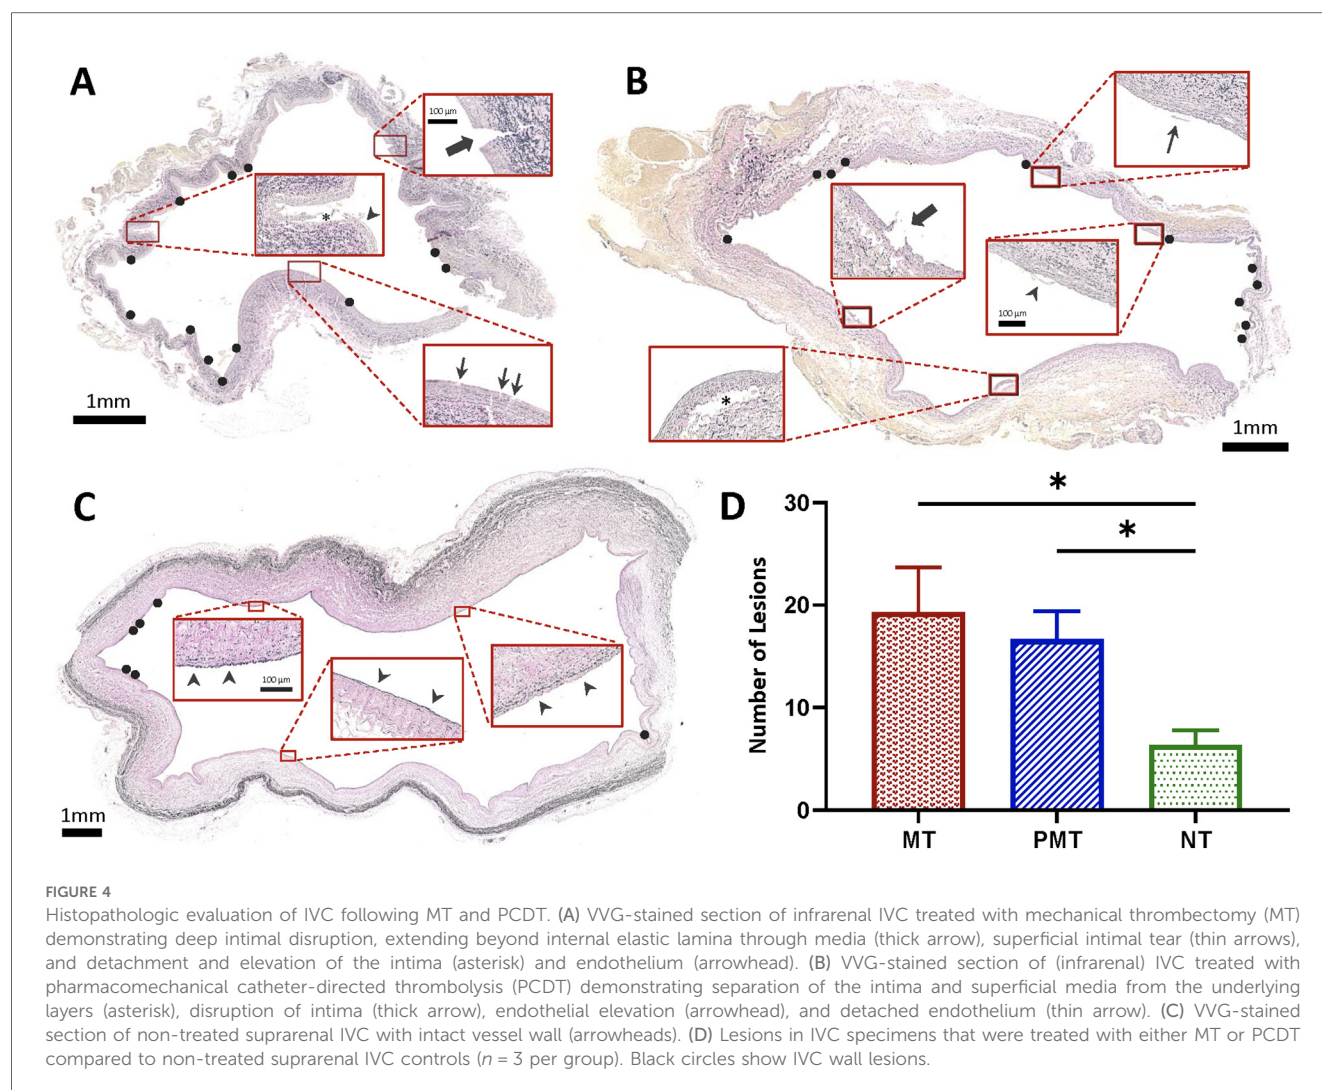 A
100 µm
*
1mm
B
100 µm
*
1mm
C
100 µm
1mm
D
*
*
30
20
10
0
Number of Lesions
MT
PMT
NT
FIGURE 4
Histopathologic evaluation of IVC following MT and PCDT. (A) VVG-stained section of infrarenal IVC treated with mechanical thrombectomy (MT)
demonstrating deep intimal disruption, extending beyond internal elastic lamina through media (thick arrow), superficial intimal tear (thin arrows),
and detachment and elevation of the intima (asterisk) and endothelium (arrowhead). (B) VVG-stained section of (infrarenal) IVC treated with
pharmacomechanical catheter-directed thrombolysis (PCDT) demonstrating separation of the intima and superficial media from the underlying
layers (asterisk), disruption of intima (thick arrow), endothelial elevation (arrowhead), and detached endothelium (thin arrow). (C) VVG-stained
section of non-treated suprarenal IVC with intact vessel wall (arrowheads). (D) Lesions in IVC specimens that were treated with either MT or PCDT
compared to non-treated suprarenal IVC controls (n = 3 per group). Black circles show IVC wall lesions.